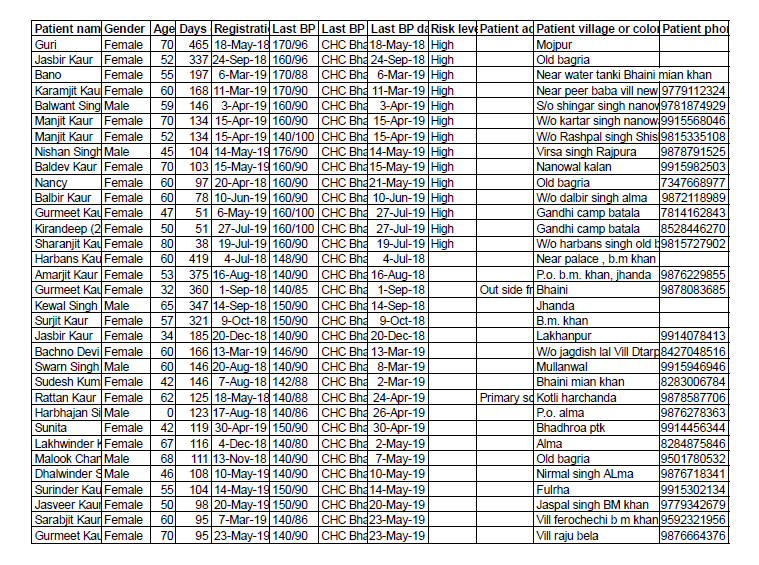 Patient nam Gender Age Days Registrati Last BP Last BP Last BP da Risk leve Patient ad Patient village or color Patient phor
Guri Female 70 465 18-May-18 170/96 CHC Bha 18-May-18 High Mojpur
Jasbir Kaur Female 52 337 24-Sep-18 160/96 CHC Bha 24-Sep-18 High Old bagria
Bano Female 55 197 6-Mar-19 170/88 CHC Bha 6-Mar-19 High Near water tanki Bhaini mian khan
Karamjit Kau Female 60 168 11-Mar-19 170/90 CHC Bha 11-Mar-19 High Near peer baba vill new 9779112324
Balwant Sing Male 59 146 3-Apr-19 160/90 CHC Bha 3-Apr-19 High S/o shingar singh nanow 9781874929
Manjit Kaur Female 70 134 15-Apr-19 160/90 CHC Bha 15-Apr-19 High W/o kartar singh nanow 9915568046
Manjit Kaur Female 52 134 15-Apr-19 140/100 CHC Bha 15-Apr-19 High W/o Rashpal singh Shis 9815335108
Nishan Singh Male 45 104 14-May-19 176/90 CHC Bha 14-May-19 High Virsa singh Rajpura 9878791525
Baldev Kaur Female 70 103 15-May-19 160/90 CHC Bha 15-May-19 High Nanowal kalan 9915982503
Nancy Female 60 97 20-Apr-18 160/90 CHC Bha 21-May-19 High Old bagria 7347668977
Balbir Kaur Female 60 78 10-Jun-19 160/90 CHC Bha 10-Jun-19 High W/o dalbir singh alma 9872118989
Gurmeet Kau Female 47 51 6-May-19 160/100 CHC Bha 27-Jul-19 High Gandhi camp batala 7814162843
Kirandeep (2 Female 50 51 27-Jul-19 160/100 CHC Bha 27-Jul-19 High Gandhi camp batala 8528446270
Sharanjit Kau Female 80 38 19-Jul-19 160/90 CHC Bha 19-Jul-19 High W/o harbans singh old b 9815727902
Harbans Kau Female 60 419 4-Jul-18 148/90 CHC Bha 4-Jul-18 Near palace , b.m khan
Amarjit Kaur Female 53 375 16-Aug-18 140/90 CHC Bha 16-Aug-18 P.o. b.m. khan, jhanda 9876229855
Gurmeet Kau Female 32 360 1-Sep-18 140/85 CHC Bha 1-Sep-18 Out side fr Bhaini 9878083685
Kewal Singh Male 65 347 14-Sep-18 150/90 CHC Bha 14-Sep-18 Jhanda
Surjit Kaur Female 57 321 9-Oct-18 150/90 CHC Bha 9-Oct-18 B.m. khan
Jasbir Kaur Female 34 185 20-Dec-18 140/90 CHC Bha 20-Dec-18 Lakhanpur 9914078413
Bachno Devi Female 60 166 13-Mar-19 146/90 CHC Bha 13-Mar-19 W/o jagdish lal Vill Dtarp 8427048516
Swarn Singh Male 60 146 20-Aug-18 140/90 CHC Bha 8-Mar-19 Mullanwal 9915946946
Sudesh Kum Female 42 146 7-Aug-18 142/88 CHC Bha 2-Mar-19 Bhaini mian khan 8283006784
Rattan Kaur Female 62 125 18-May-18 140/88 CHC Bha 24-Apr-19 Primary sc Kotli harchanda 9878587706
Harbhajan Si Male 0 123 17-Aug-18 140/86 CHC Bha 26-Apr-19 P.o. alma 9876278363
Sunita Female 42 119 30-Apr-19 150/90 CHC Bha 30-Apr-19 Bhadhroa ptk 9914456344
Lakhwinder K Female 67 116 4-Dec-18 140/80 CHC Bha 2-May-19 Alma 8284875846
Malook Chan Male 68 111 13-Nov-18 140/90 CHC Bha 7-May-19 Old bagria 9501780532
Dhalwinder S Male 46 108 10-May-19 140/90 CHC Bha 10-May-19 Nirmal singh ALma 9876718341
Surinder Kau Female 55 104 14-May-19 150/90 CHC Bha 14-May-19 Fulrha 9915302134
Jasveer Kaur Female 50 98 20-May-19 150/90 CHC Bha 20-May-19 Jaspal singh BM khan 9779342679
Sarabjit Kaur Female 60 95 7-Mar-19 140/86 CHC Bha 23-May-19 Vill ferochechi b m khan 9592321956
Gurmeet Kau Female 70 95 23-May-19 140/90 CHC Bha 23-May-19 Vill raju bela 9876664376